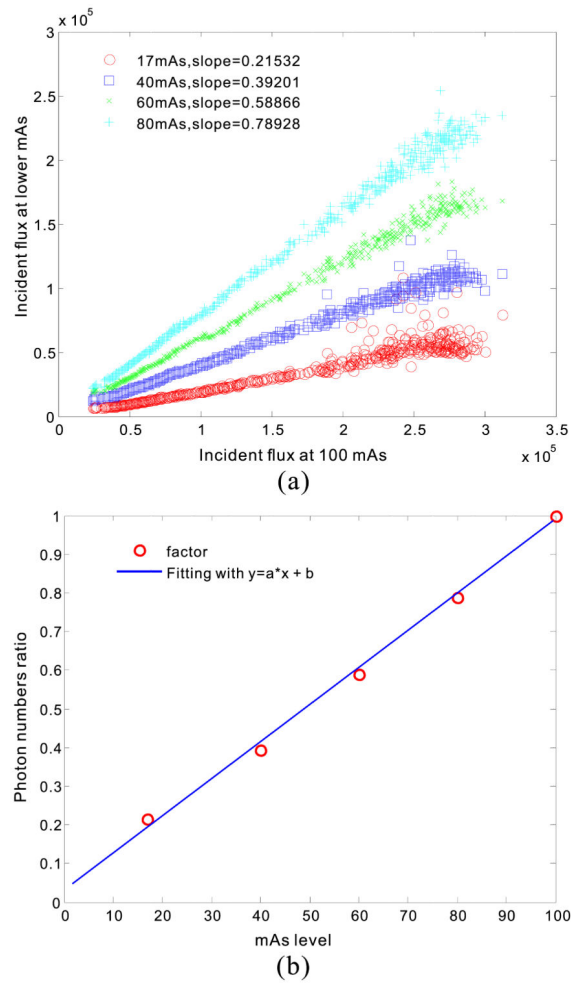 x 10^5
3
2.5
2
1.5
1
0.5
0
17mAs,slope=0.21532
40mAs,slope=0.39201
60mAs,slope=0.58866
80mAs,slope=0.78928
Incident flux at lower mAs
0 0.5 1 1.5 2 2.5 3 3.5
Incident flux at 100 mAs
x 10^5
(a)
1
0.9
0.8
0.7
0.6
0.5
0.4
0.3
0.2
0.1
0
factor
Fitting with y=a*x + b
Photon numbers ratio
0 10 20 30 40 50 60 70 80 90 100
mAs level
(b)